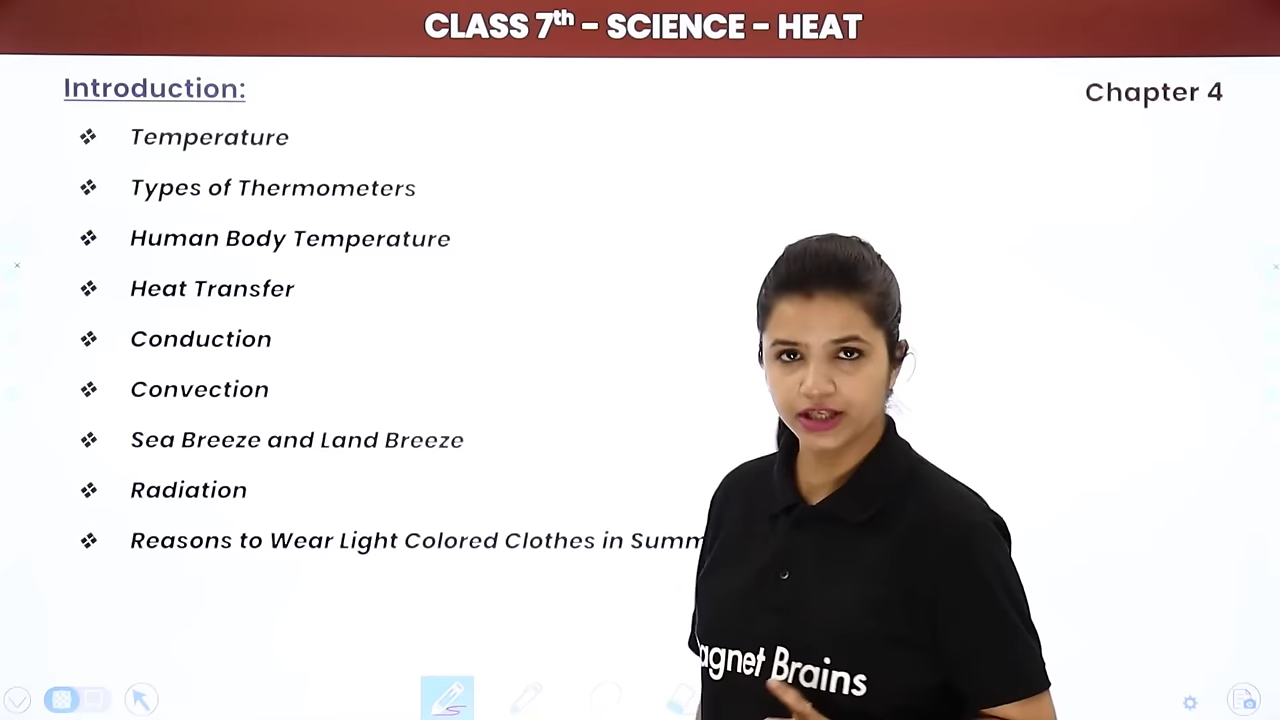 CLASS 7th - SCIENCE - HEAT
Introduction:
Chapter 4
❖ Temperature
❖ Types of Thermometers
❖ Human Body Temperature
❖ Heat Transfer
❖ Conduction
❖ Convection
❖ Sea Breeze and Land Breeze
❖ Radiation
❖ Reasons to Wear Light Colored Clothes in Summ
agnet Brains